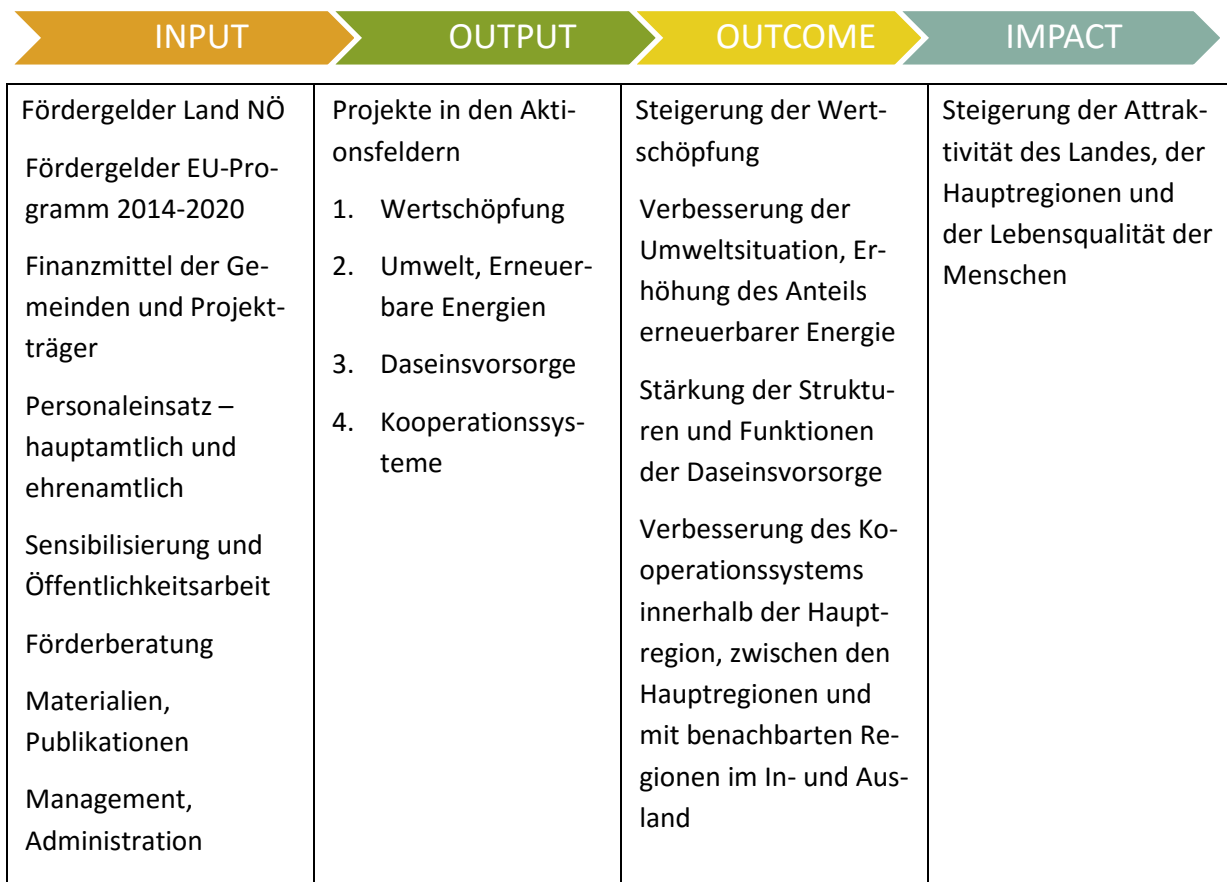 INPUT
OUTPUT
OUTCOME
IMPACT
Fördergelder Land NÖ
Fördergelder EU-Pro-
gramm 2014-2020
Finanzmittel der Ge-
meinden und Projekt-
träger
Personaleinsatz –
hauptamtlich und
ehrenamtlich
Sensibilisierung und
Öffentlichkeitsarbeit
Förderberatung
Materialien,
Publikationen
Management,
Administration
Projekte in den Akti-
onsfeldern
1. Wertschöpfung
2. Umwelt, Erneuer-
bare Energien
3. Daseinsvorsorge
4. Kooperationssys-
teme
Steigerung der Wert-
schöpfung
Verbesserung der
Umweltsituation, Er-
höhung des Anteils
erneuerbarer Energie
Stärkung der Struktu-
ren und Funktionen
der Daseinsvorsorge
Verbesserung des Ko-
operationssystems
innerhalb der Haupt-
region, zwischen den
Hauptregionen und
mit benachbarten Re-
gionen im In- und Aus-
land
Steigerung der Attrak-
tivität des Landes, der
Hauptregionen und
der Lebensqualität der
Menschen